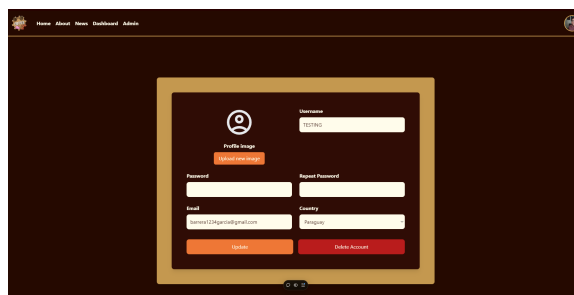 Home About News Dashboard Admin
Username
TESTING
Profile image
Upload new image
Password
Repeat Password
Email
Country
barrera1234garcia@gmail.com
Paraguay
Update
Delete Account